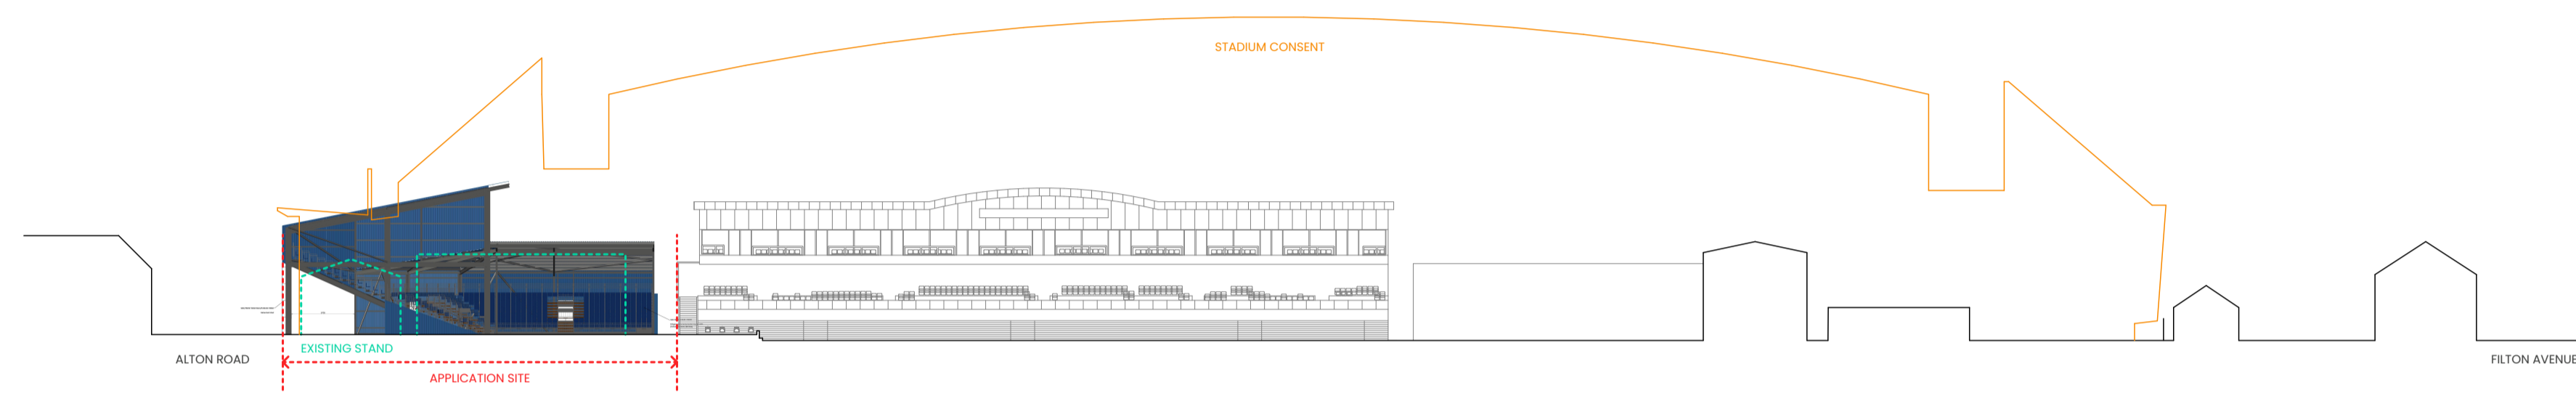 STADIUM CONSENT
EXISTING STAND
ALTON ROAD
FILTON AVENUE
APPLICATION SITE